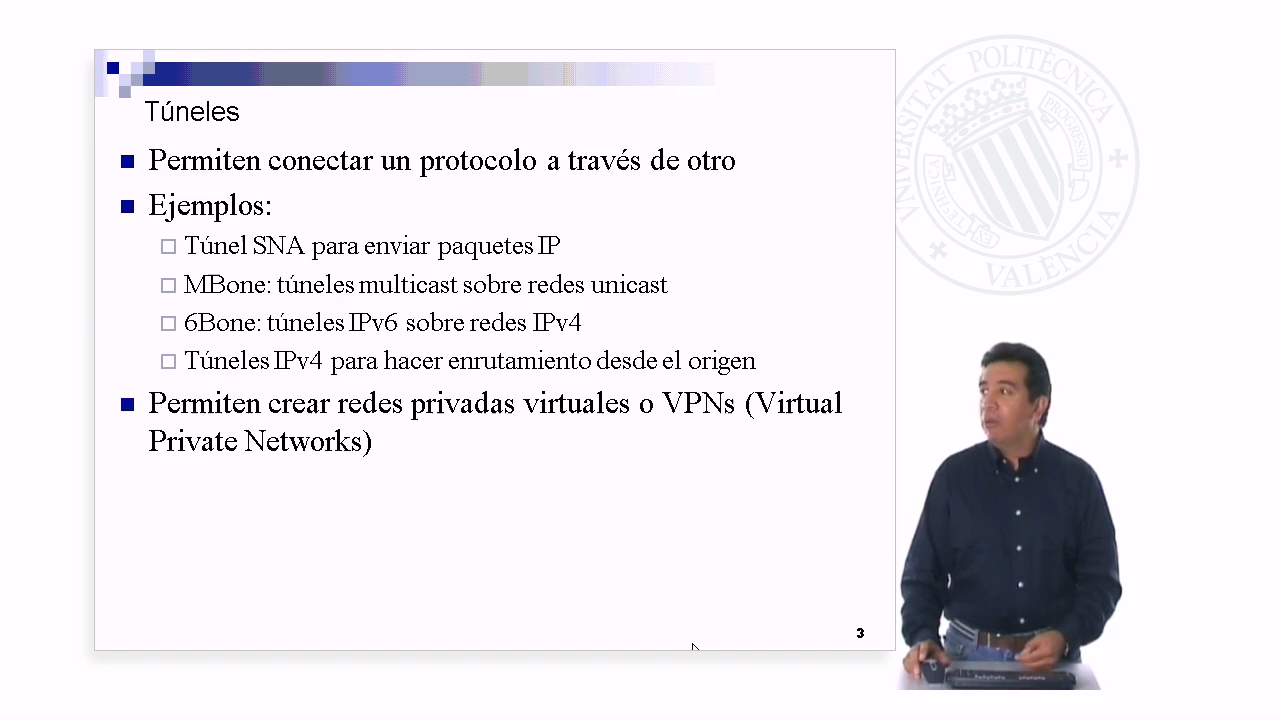 Túneles
Permiten conectar un protocolo a través de otro
Ejemplos:
Túnel SNA para enviar paquetes IP
MBone: túneles multicast sobre redes unicast
6Bone: túneles IPv6 sobre redes IPv4
Túneles IPv4 para hacer enrutamiento desde el origen
Permiten crear redes privadas virtuales o VPNs (Virtual
Private Networks)
3
UNIVERSITAT POLITÈCNICA
VALÈNCIA